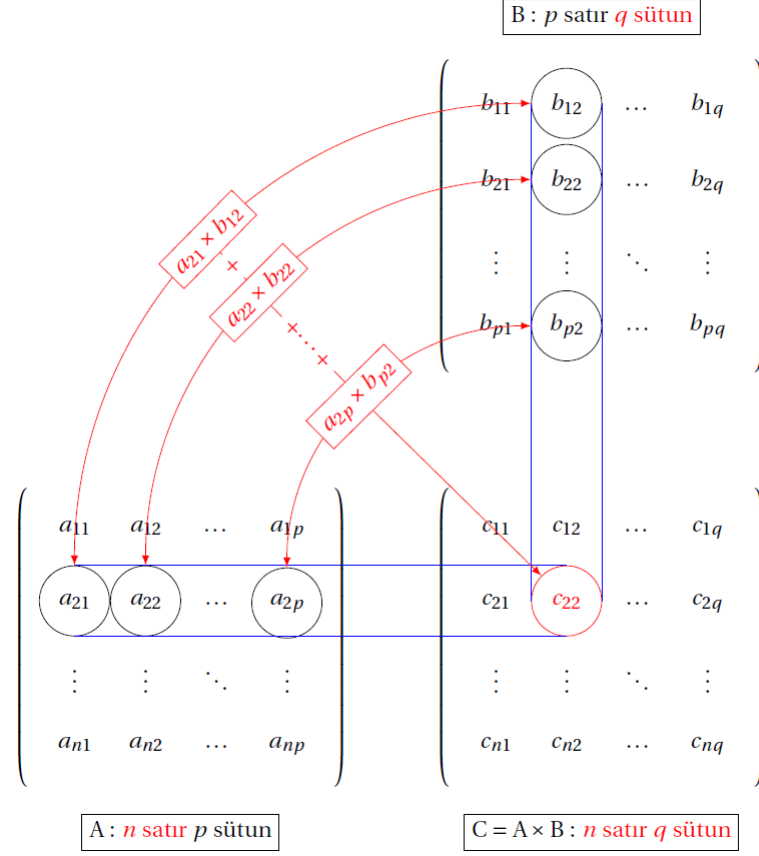 B : p satır q sütun
b11 b12 … b1q
b21 b22 … b2q
⋮ ⋮ ⋱ ⋮
bp1 bp2 … bpq
a21 × b12
+
a22 × b22
+…+
a2p × bp2
a11 a12 … a1p
a21 a22 … a2p
⋮ ⋮ ⋱ ⋮
an1 an2 … anp
c11 c12 … c1q
c21 c22 … c2q
⋮ ⋮ ⋱ ⋮
cn1 cn2 … cnq
A : n satır p sütun
C = A × B : n satır q sütun